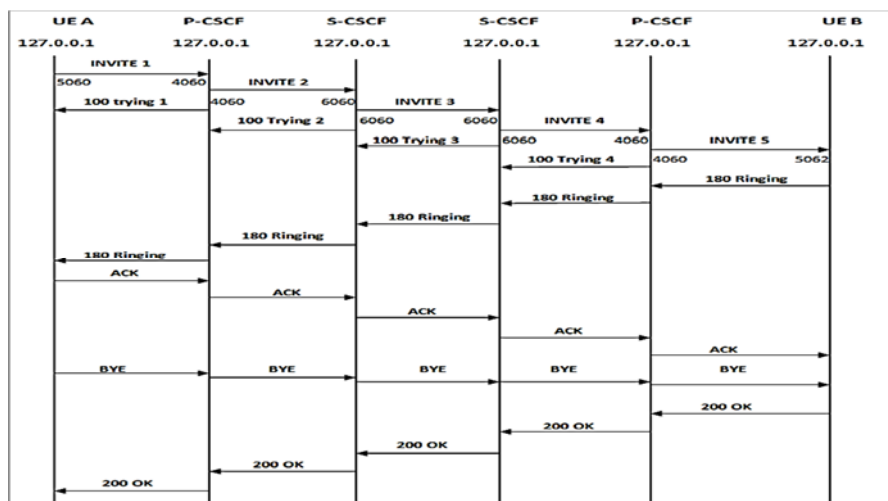 UE A P-CSCF S-CSCF S-CSCF P-CSCF UE B
127.0.0.1 127.0.0.1 127.0.0.1 127.0.0.1 127.0.0.1 127.0.0.1
INVITE 1
5060 4060 INVITE 2
100 trying 1 4060 6060 INVITE 3
100 Trying 2 6060 6060 INVITE 4
100 Trying 3 6060 4060 INVITE 5
100 Trying 4 4060 5062
180 Ringing
180 Ringing
180 Ringing
180 Ringing
180 Ringing
ACK
ACK
ACK
ACK
ACK
BYE BYE BYE BYE BYE
200 OK
200 OK
200 OK
200 OK
200 OK